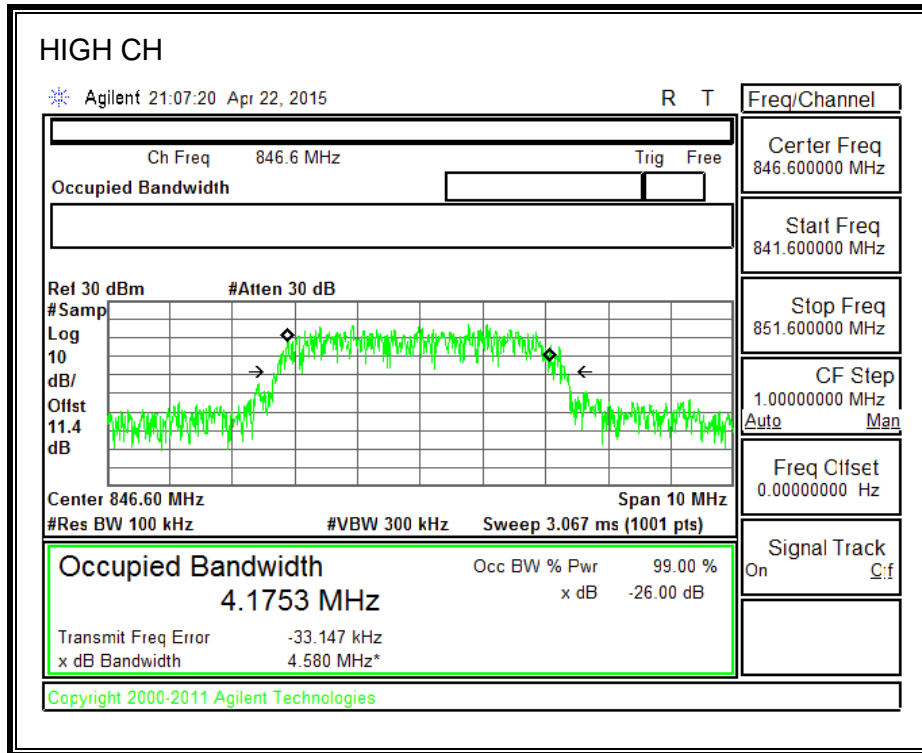 HIGH CH
Agilent 21:07:20 Apr 22, 2015 R T
Freq/Channel
Ch Freq 846.6 MHz Trig Free
Occupied Bandwidth
Center Freq
846.600000 MHz
Start Freq
841.600000 MHz
Stop Freq
851.600000 MHz
CF Step
1.00000000 MHz
Auto Man
Freq Offset
0.00000000 Hz
Signal Track
On Off
Ref 30 dBm #Atten 30 dB
#Samp
Log
10
dB/
Offst
11.4
dB
Center 846.60 MHz Span 10 MHz
#Res BW 100 kHz #VBW 300 kHz Sweep 3.067 ms (1001 pts)
Occupied Bandwidth
4.1753 MHz
Occ BW % Pwr 99.00 %
x dB -26.00 dB
Transmit Freq Error -33.147 kHz
x dB Bandwidth 4.580 MHz*
Copyright 2000-2011 Agilent Technologies